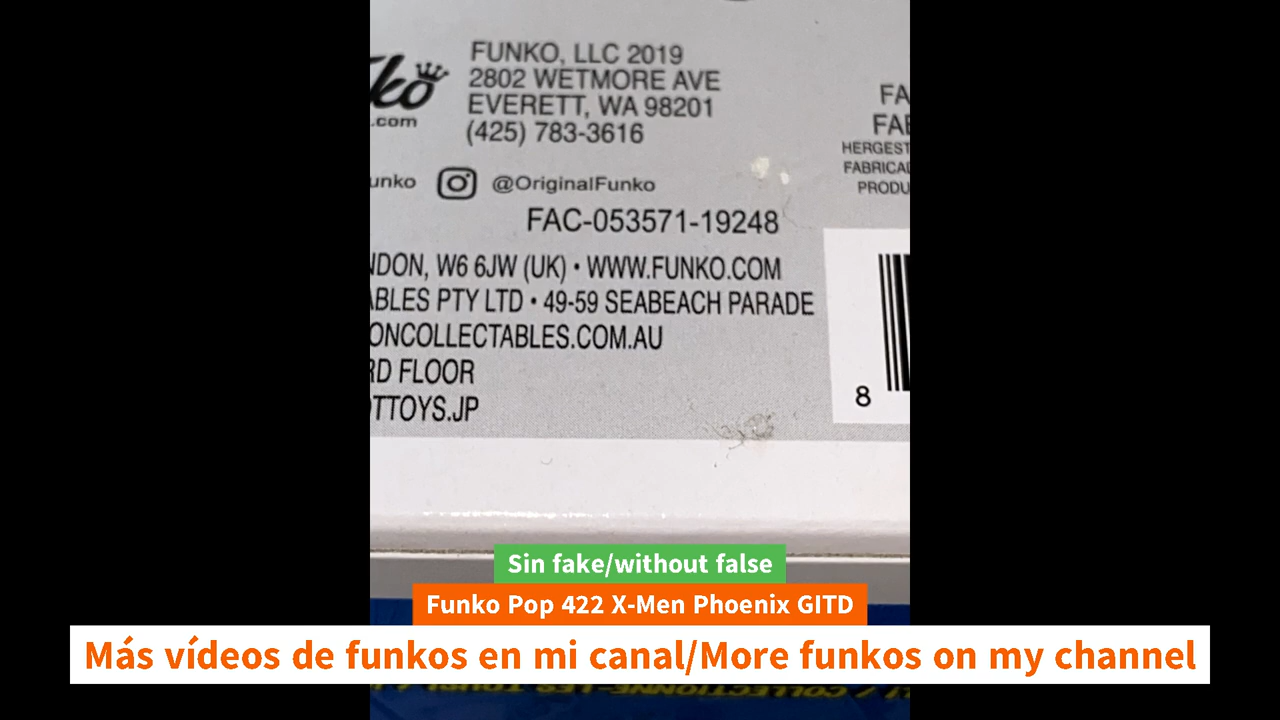 FUNKO, LLC 2019
2802 WETMORE AVE
EVERETT, WA 98201
(425) 783-3616
.com
@OriginalFunko
FAC-053571-19248
W6 6JW (UK) • WWW.FUNKO.COM
PTY LTD • 49-59 SEABEACH PARADE
ONCOLLECTABLES.COM.AU
RD FLOOR
TTOYS.JP
FA
FAB
HERGEST
FABRICAD
PRODU
8
Sin fake/without false
Funko Pop 422 X-Men Phoenix GITD
Más vídeos de funkos en mi canal/More funkos on my channel